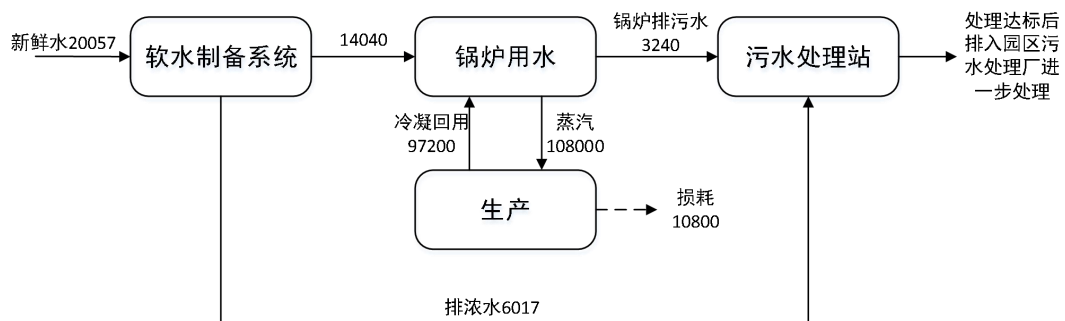 新鲜水20057
软水制备系统
14040
锅炉用水
锅炉排污水
3240
污水处理站
处理达标后
排入园区污
水处理厂进
一步处理
冷凝回用
97200
蒸汽
108000
生产
损耗
10800
排浓水6017